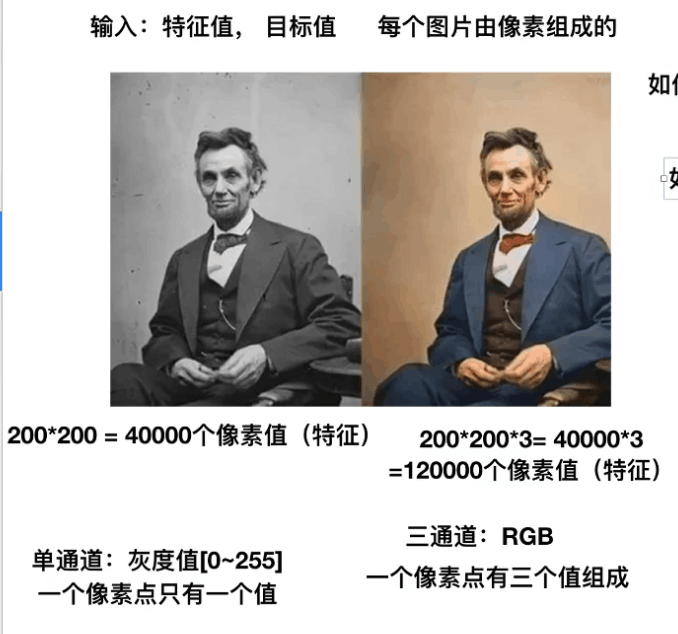 输入：特征值， 目标值 每个图片由像素组成的
如
200*200 = 40000个像素值（特征）
200*200*3= 40000*3
=120000个像素值（特征）
单通道：灰度值[0~255]
一个像素点只有一个值
三通道：RGB
一个像素点有三个值组成